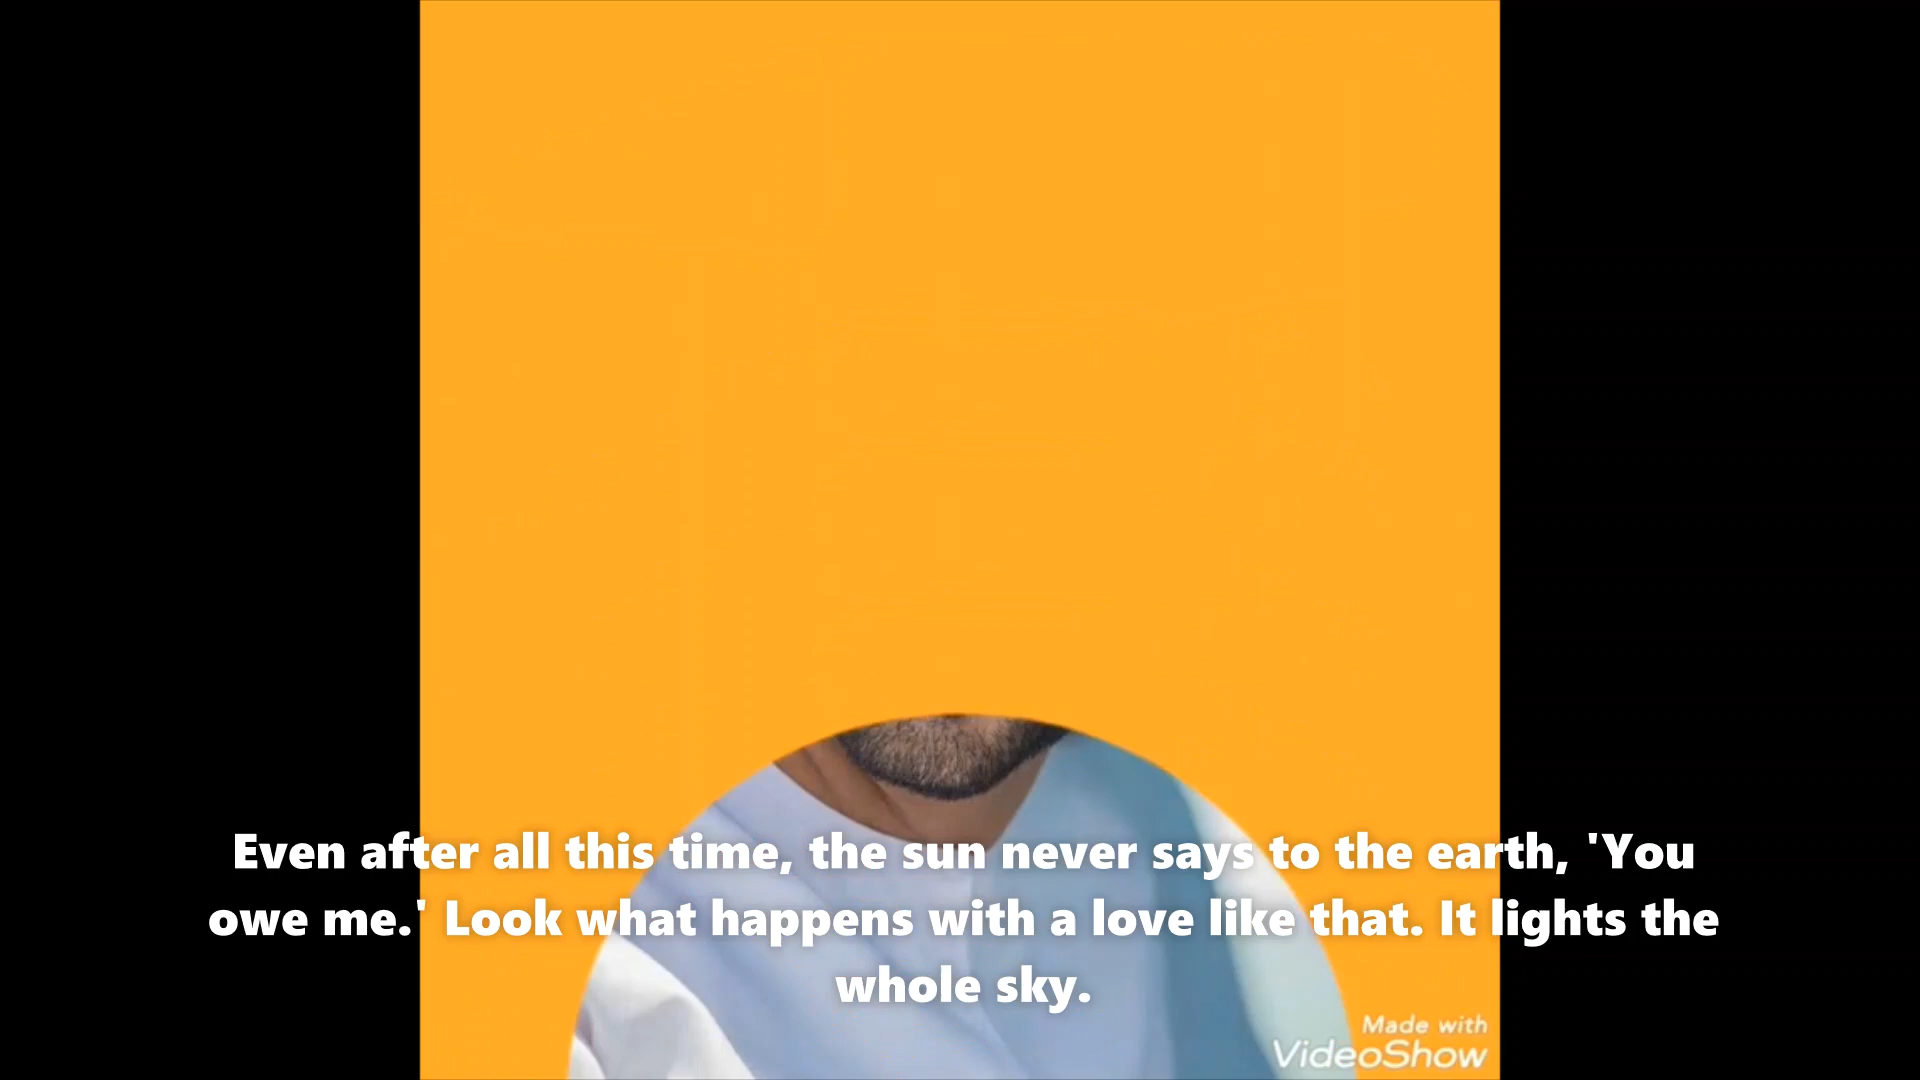 Even after all this time, the sun never says to the earth, 'You
owe me.' Look what happens with a love like that. It lights the
whole sky.
Made with
VideoShow